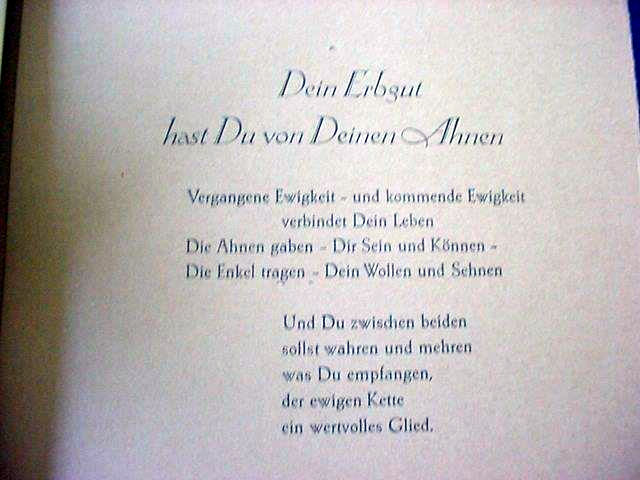 Dein Erbgut
hast Du von Deinen Ahnen
Vergangene Ewigkeit - und kommende Ewigkeit
verbindet Dein Leben
Die Ahnen gaben - Dir Sein und Können -
Die Enkel tragen - Dein Wollen und Sehnen
Und Du zwischen beiden
sollst wahren und mehren
was Du empfangen,
der ewigen Kette
ein wertvolles Glied.